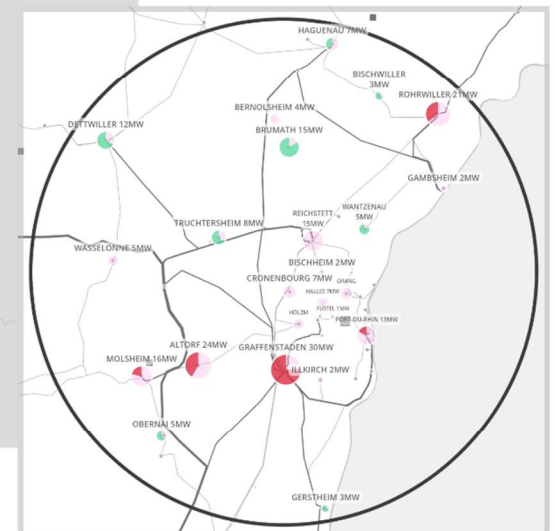 HAGUENAU 7MW
BISCHWILLER
3MW
ROHRWILLER 21MW
BERNOLSHEIM 4MW
DETTWILLER 12MW
BRUMATH 15MW
GAMBSHEIM 2MW
WANTZENAU
5MW
REICHSTETT
15MW
TRUCHTERSHEIM 8MW
WASSELONNE 5MW
BISCHHEIM 2MW
CRONENBOURG 7MW
ORANG.
HALLES 7MW
FUSTEL 1MW
HOLZM
PORT-DU-RHIN 13MW
ALTORF 24MW
GRAFFENSTADEN 30MW
MOLSHEIM 16MW
ILLKIRCH 2MW
OBERNAI 5MW
GERSTHEIM 3MW